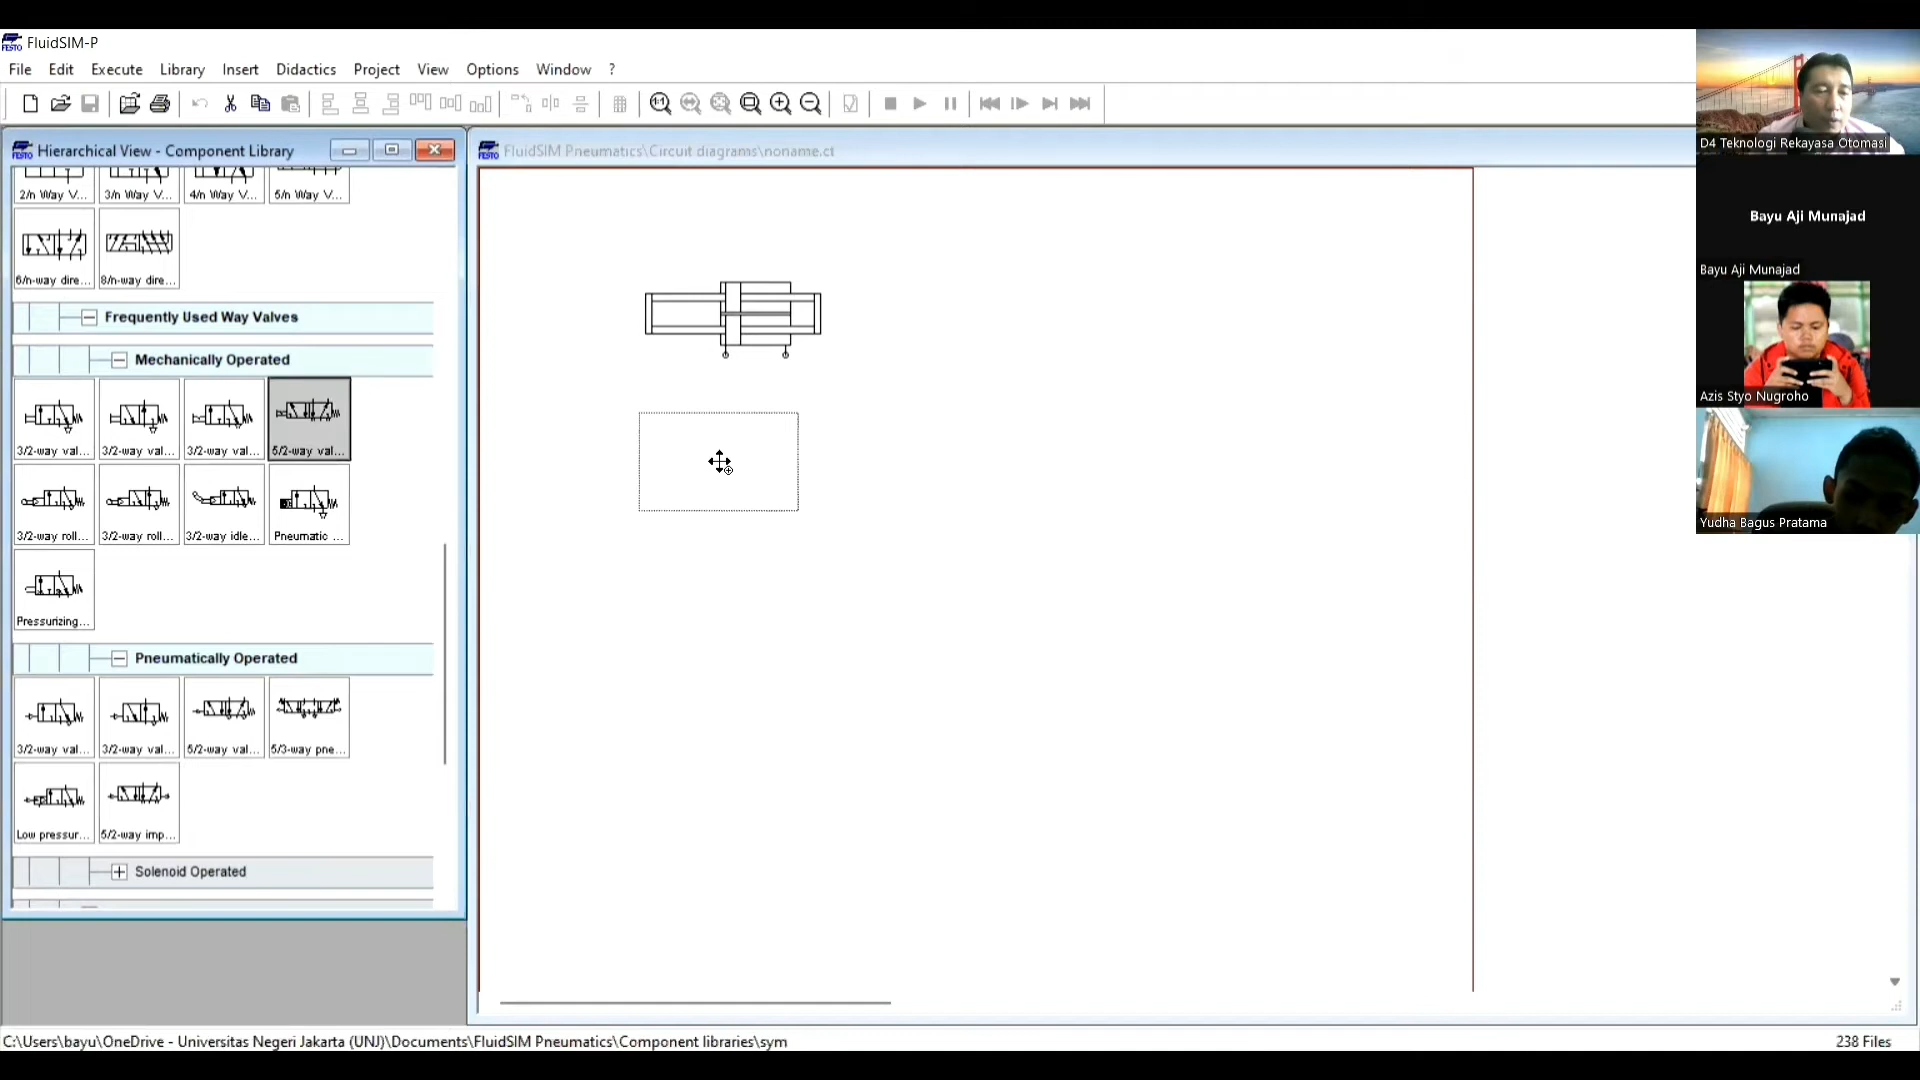 FESTO FluidSIM-P
File Edit Execute Library Insert Didactics Project View Options Window ?
FESTO Hierarchical View - Component Library
FESTO FluidSIM Pneumatics\Circuit diagrams\noname.ct
2/n Way V... 3/n Way V... 4/n Way V... 5/n Way V...
6/n-way dire... 8/n-way dire...
Frequently Used Way Valves
Mechanically Operated
3/2-way val... 3/2-way val... 3/2-way val... 5/2-way val...
3/2-way roll... 3/2-way roll... 3/2-way idle... Pneumatic ...
Pressurizing...
Pneumatically Operated
3/2-way val... 3/2-way val... 5/2-way val... 5/3-way pne...
Low pressur... 5/2-way imp...
Solenoid Operated
D4 Teknologi Rekayasa Otomasi
Bayu Aji Munajad
Bayu Aji Munajad
Azis Styo Nugroho
Yudha Bagus Pratama
C:\Users\bayu\OneDrive - Universitas Negeri Jakarta (UNJ)\Documents\FluidSIM Pneumatics\Component libraries\sym
238 Files